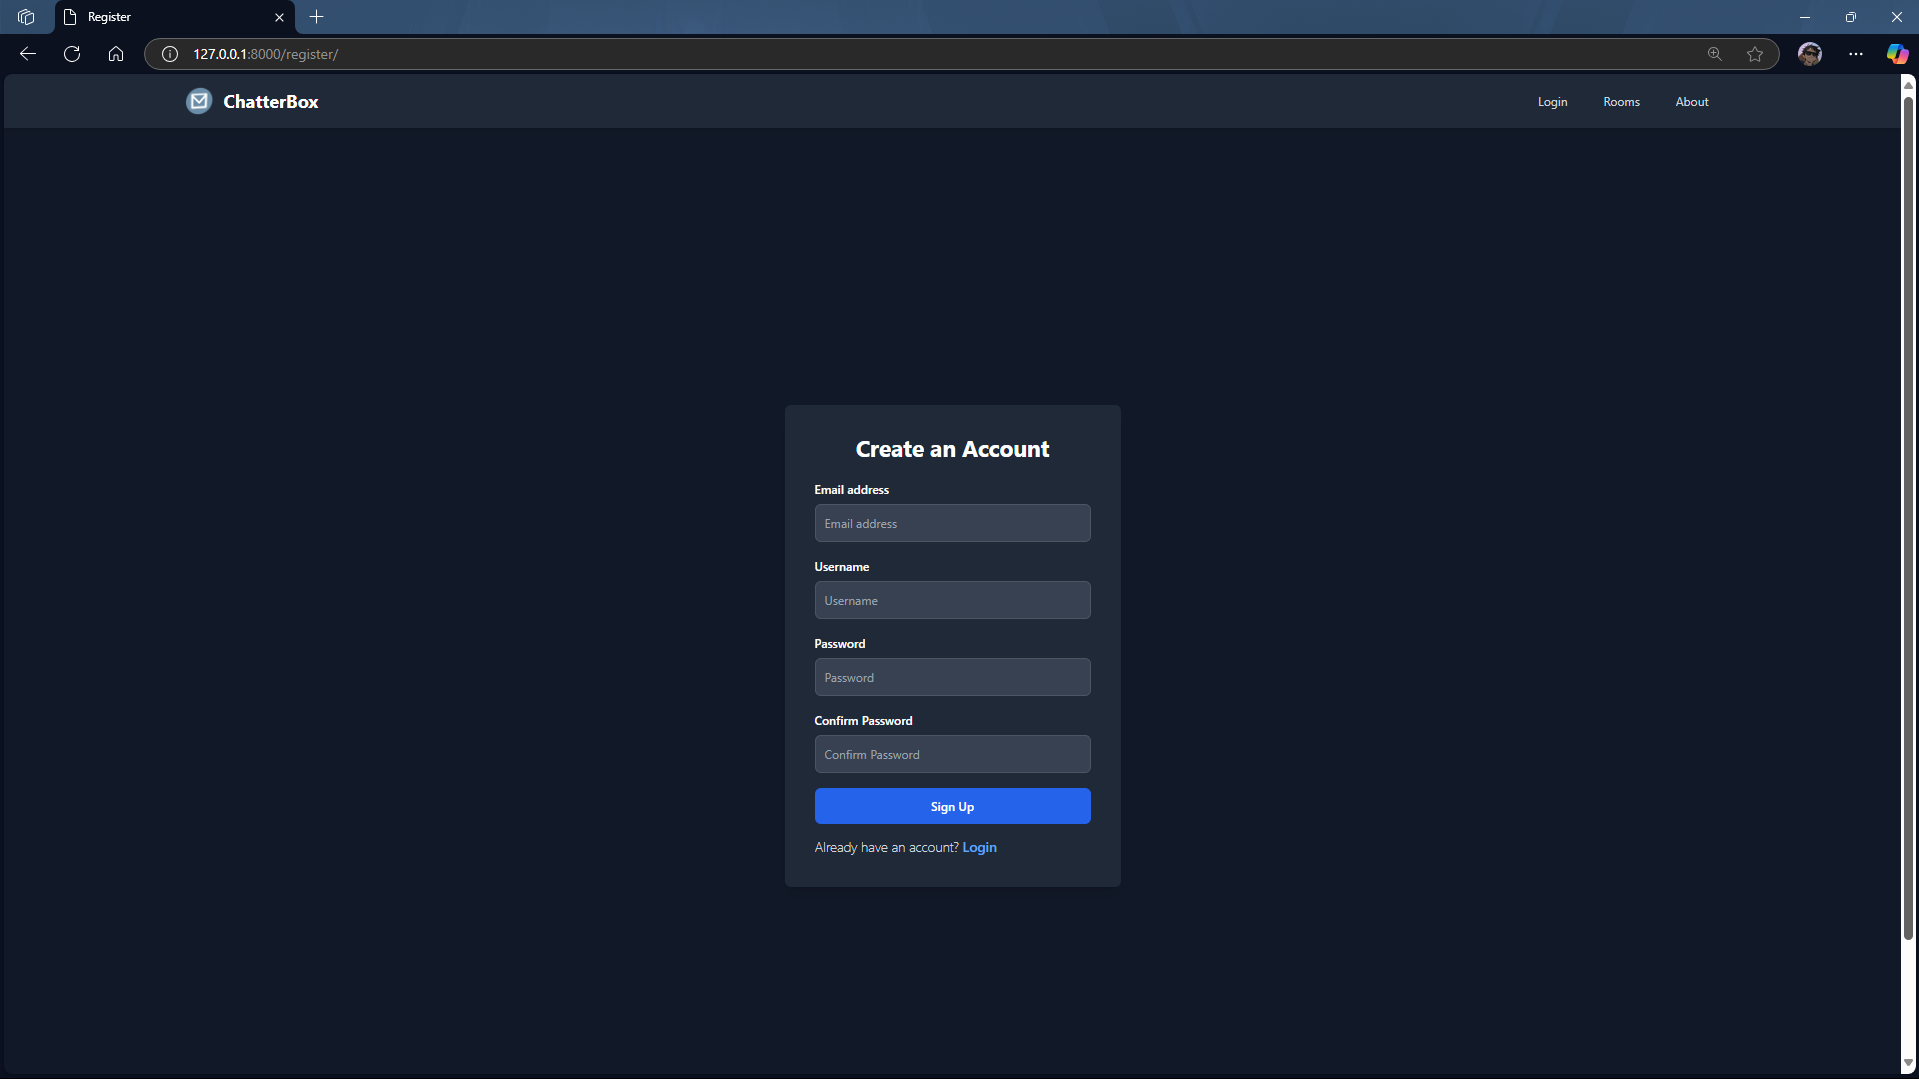 Register
127.0.0.1:8000/register/
ChatterBox
Login
Rooms
About
Create an Account
Email address
Email address
Username
Username
Password
Password
Confirm Password
Confirm Password
Sign Up
Already have an account? Login